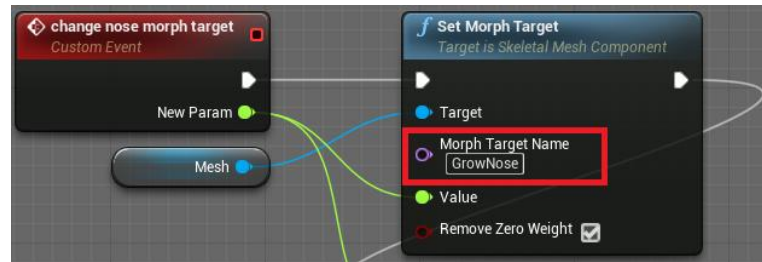 change nose morph target
Custom Event
New Param
Mesh
f Set Morph Target
Target is Skeletal Mesh Component
Target
Morph Target Name
GrowNose
Value
Remove Zero Weight